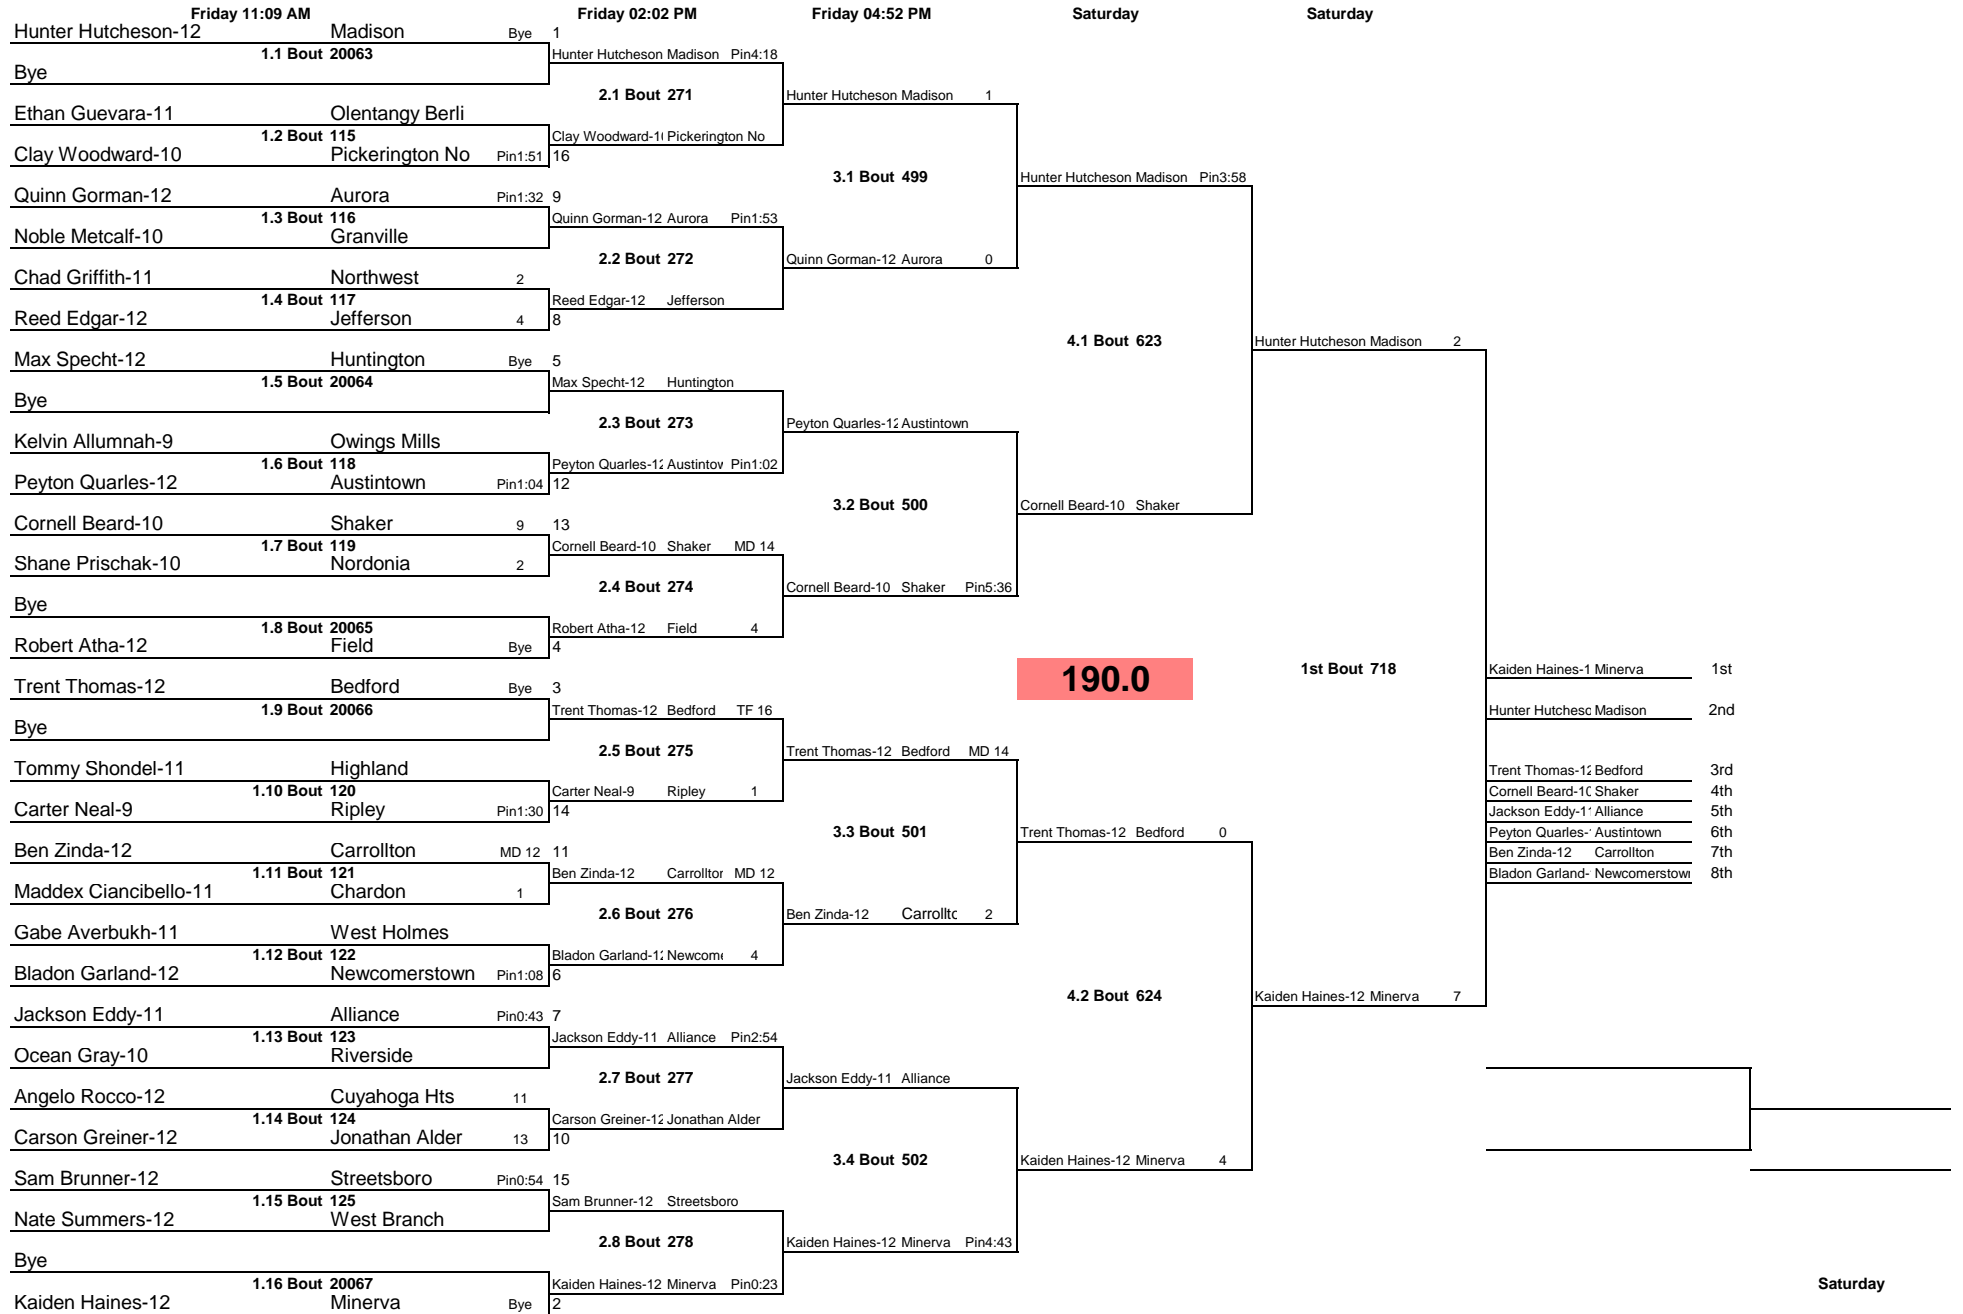 Friday 11:09 AM Friday 02:02 PM Friday 04:52 PM Saturday Saturday
Hunter Hutcheson-12 Madison Bye 1
1.1 Bout 20063 Hunter Hutcheson Madison Pin4:18
Bye
2.1 Bout 271 Hunter Hutcheson Madison 1
Ethan Guevara-11 Olentangy Berli
1.2 Bout 115 Clay Woodward-1( Pickerington No
Clay Woodward-10 Pickerington No Pin1:51 16
3.1 Bout 499 Hunter Hutcheson Madison Pin3:58
Quinn Gorman-12 Aurora Pin1:32 9
1.3 Bout 116 Quinn Gorman-12 Aurora Pin1:53
Noble Metcalf-10 Granville
2.2 Bout 272 Quinn Gorman-12 Aurora 0
Chad Griffith-11 Northwest 2
1.4 Bout 117 Reed Edgar-12 Jefferson
Reed Edgar-12 Jefferson 4 8
4.1 Bout 623 Hunter Hutcheson Madison 2
Max Specht-12 Huntington Bye 5
1.5 Bout 20064 Max Specht-12 Huntington
Bye
2.3 Bout 273 Peyton Quarles-12 Austintown
Kelvin Allumnah-9 Owings Mills
1.6 Bout 118 Peyton Quarles-12 Austintov Pin1:02
Peyton Quarles-12 Austintown Pin1:04 12
3.2 Bout 500 Cornell Beard-10 Shaker
Cornell Beard-10 Shaker 9 13
1.7 Bout 119 Cornell Beard-10 Shaker MD 14
Shane Prischak-10 Nordonia 2
2.4 Bout 274 Cornell Beard-10 Shaker Pin5:36
Bye
1.8 Bout 20065 Robert Atha-12 Field 4
Robert Atha-12 Field Bye 4
190.0 1st Bout 718 Kaiden Haines-1 Minerva 1st
Trent Thomas-12 Bedford Bye 3
1.9 Bout 20066 Trent Thomas-12 Bedford TF 16 Hunter Hutchesc Madison 2nd
Bye
2.5 Bout 275 Trent Thomas-12 Bedford MD 14
Tommy Shondel-11 Highland Trent Thomas-12 Bedford 3rd
1.10 Bout 120 Carter Neal-9 Ripley 1 Cornell Beard-1( Shaker 4th
Carter Neal-9 Ripley Pin1:30 14 Jackson Eddy-11 Alliance 5th
3.3 Bout 501 Trent Thomas-12 Bedford 0 Peyton Quarles- Austintown 6th
Ben Zinda-12 Carrollton MD 12 11 Ben Zinda-12 Carrollton 7th
1.11 Bout 121 Ben Zinda-12 Carrolltor MD 12 Bladon Garland- Newcomerstown 8th
Maddex Ciancibello-11 Chardon 1
2.6 Bout 276 Ben Zinda-12 Carrolltc 2
Gabe Averbukh-11 West Holmes
1.12 Bout 122 Bladon Garland-12 Newcome 4
Bladon Garland-12 Newcomerstown Pin1:08 6
4.2 Bout 624 Kaiden Haines-12 Minerva 7
Jackson Eddy-11 Alliance Pin0:43 7
1.13 Bout 123 Jackson Eddy-11 Alliance Pin2:54
Ocean Gray-10 Riverside
2.7 Bout 277 Jackson Eddy-11 Alliance
Angelo Rocco-12 Cuyahoga Hts 11
1.14 Bout 124 Carson Greiner-12 Jonathan Alder
Carson Greiner-12 Jonathan Alder 13 10
3.4 Bout 502 Kaiden Haines-12 Minerva 4
Sam Brunner-12 Streetsboro Pin0:54 15
1.15 Bout 125 Sam Brunner-12 Streetsboro
Nate Summers-12 West Branch
2.8 Bout 278 Kaiden Haines-12 Minerva Pin4:43
Bye
1.16 Bout 20067 Kaiden Haines-12 Minerva Pin0:23 Saturday
Kaiden Haines-12 Minerva Bye 2